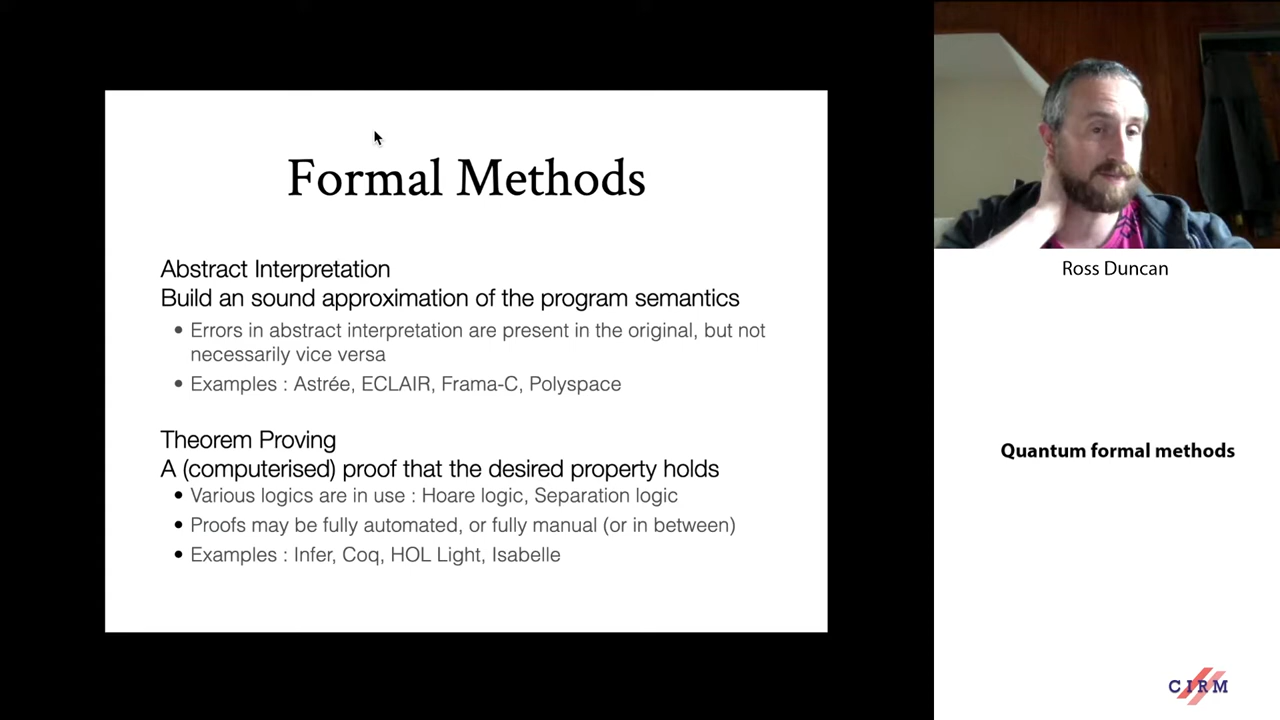 Formal Methods
Abstract Interpretation
Build an sound approximation of the program semantics
• Errors in abstract interpretation are present in the original, but not
necessarily vice versa
• Examples : Astrée, ECLAIR, Frama-C, Polyspace
Theorem Proving
A (computerised) proof that the desired property holds
• Various logics are in use : Hoare logic, Separation logic
• Proofs may be fully automated, or fully manual (or in between)
• Examples : Infer, Coq, HOL Light, Isabelle
Ross Duncan
Quantum formal methods
CIRM